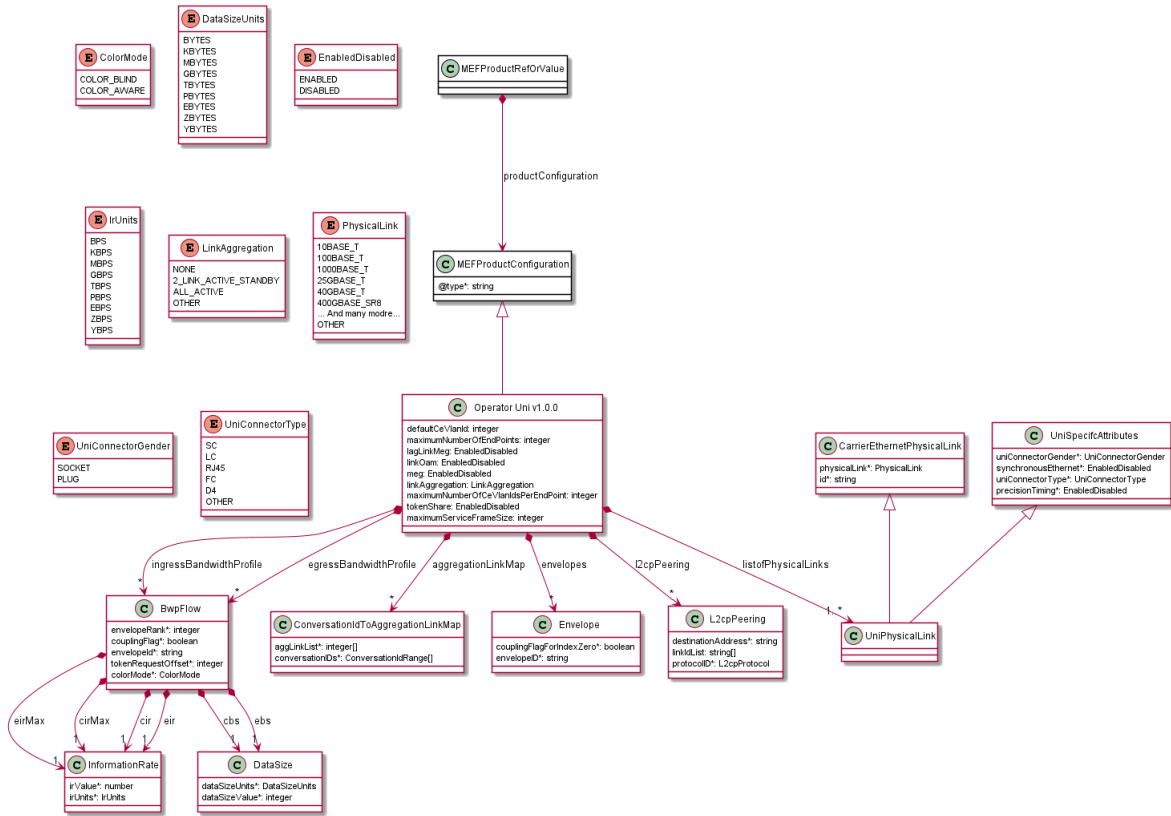 E ColorMode
COLOR_BLIND
COLOR_AWARE
E DataSizeUnits
BYTES
KBYTES
MBYTES
GBYTES
TBYTES
PBYTES
EBYTES
ZBYTES
YBYTES
E EnabledDisabled
ENABLED
DISABLED
C MEFProductRefOrValue
productConfiguration
E IrUnits
BPS
KBPS
MBPS
GBPS
TBPS
PBPS
EBPS
ZBPS
YBPS
E LinkAggregation
NONE
2_LINK_ACTIVE_STANDBY
ALL_ACTIVE
OTHER
E PhysicalLink
10BASE_T
100BASE_T
1000BASE_T
25GBASE_T
40GBASE_T
400GBASE_SR8
... And many modre...
OTHER
C MEFProductConfiguration
@type*: string
E UniConnectorGender
SOCKET
PLUG
E UniConnectorType
SC
LC
RJ45
FC
D4
OTHER
C Operator Uni v1.0.0
defaultCeVlanId: integer
maximumNumberOfEndPoints: integer
lagLinkMeg: EnabledDisabled
linkOam: EnabledDisabled
meg: EnabledDisabled
linkAggregation: LinkAggregation
maximumNumberOfCeVlanIdsPerEndPoint: integer
tokenShare: EnabledDisabled
maximumServiceFrameSize: integer
C CarrierEthernetPhysicalLink
physicalLink*: PhysicalLink
id*: string
C UniSpecifcAttributes
uniConnectorGender*: UniConnectorGender
synchronousEthernet*: EnabledDisabled
uniConnectorType*: UniConnectorType
precisionTiming*: EnabledDisabled
ingressBandwidthProfile
*
egressBandwidthProfile
*
aggregationLinkMap
*
envelopes
*
l2cpPeering
*
listofPhysicalLinks
1..*
C BwpFlow
envelopeRank*: integer
couplingFlag*: boolean
envelopeId*: string
tokenRequestOffset*: integer
colorMode*: ColorMode
C ConversationIdToAggregationLinkMap
aggLinkList*: integer[]
conversationIDs*: ConversationIdRange[]
C Envelope
couplingFlagForIndexZero*: boolean
envelopeID*: string
C L2cpPeering
destinationAddress*: string
linkIdList: string[]
protocolID*: L2cpProtocol
C UniPhysicalLink
eirMax
1
cirMax
1
cir
1
eir
1
cbs
1
ebs
1
C InformationRate
irValue*: number
irUnits*: IrUnits
C DataSize
dataSizeUnits*: DataSizeUnits
dataSizeValue*: integer